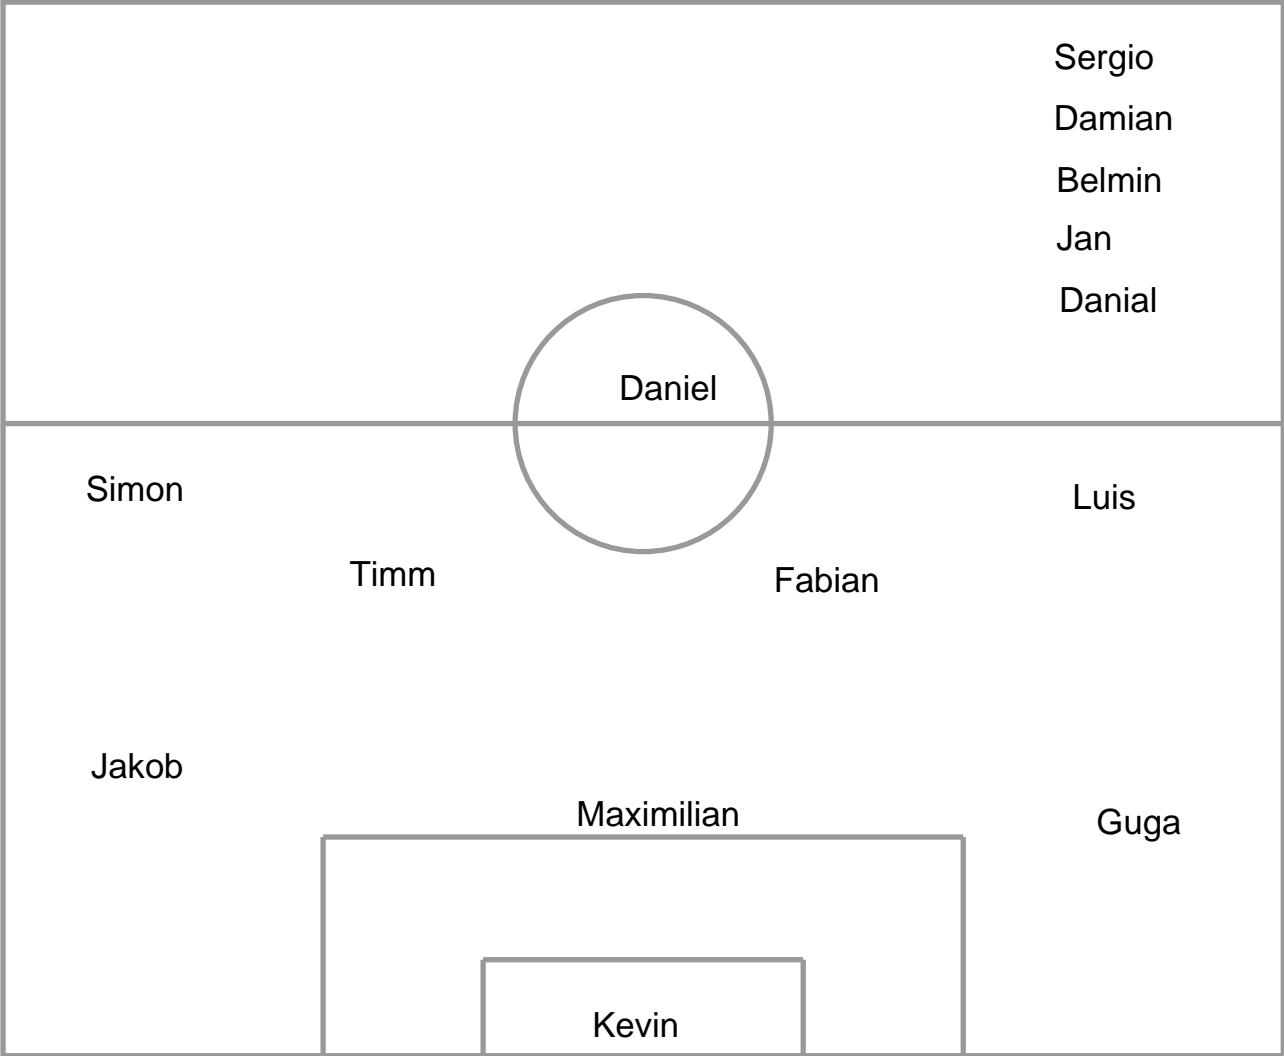 Sergio
Damian
Belmin
Jan
Danial
Daniel
Simon
Luis
Timm
Fabian
Jakob
Maximilian
Guga
Kevin